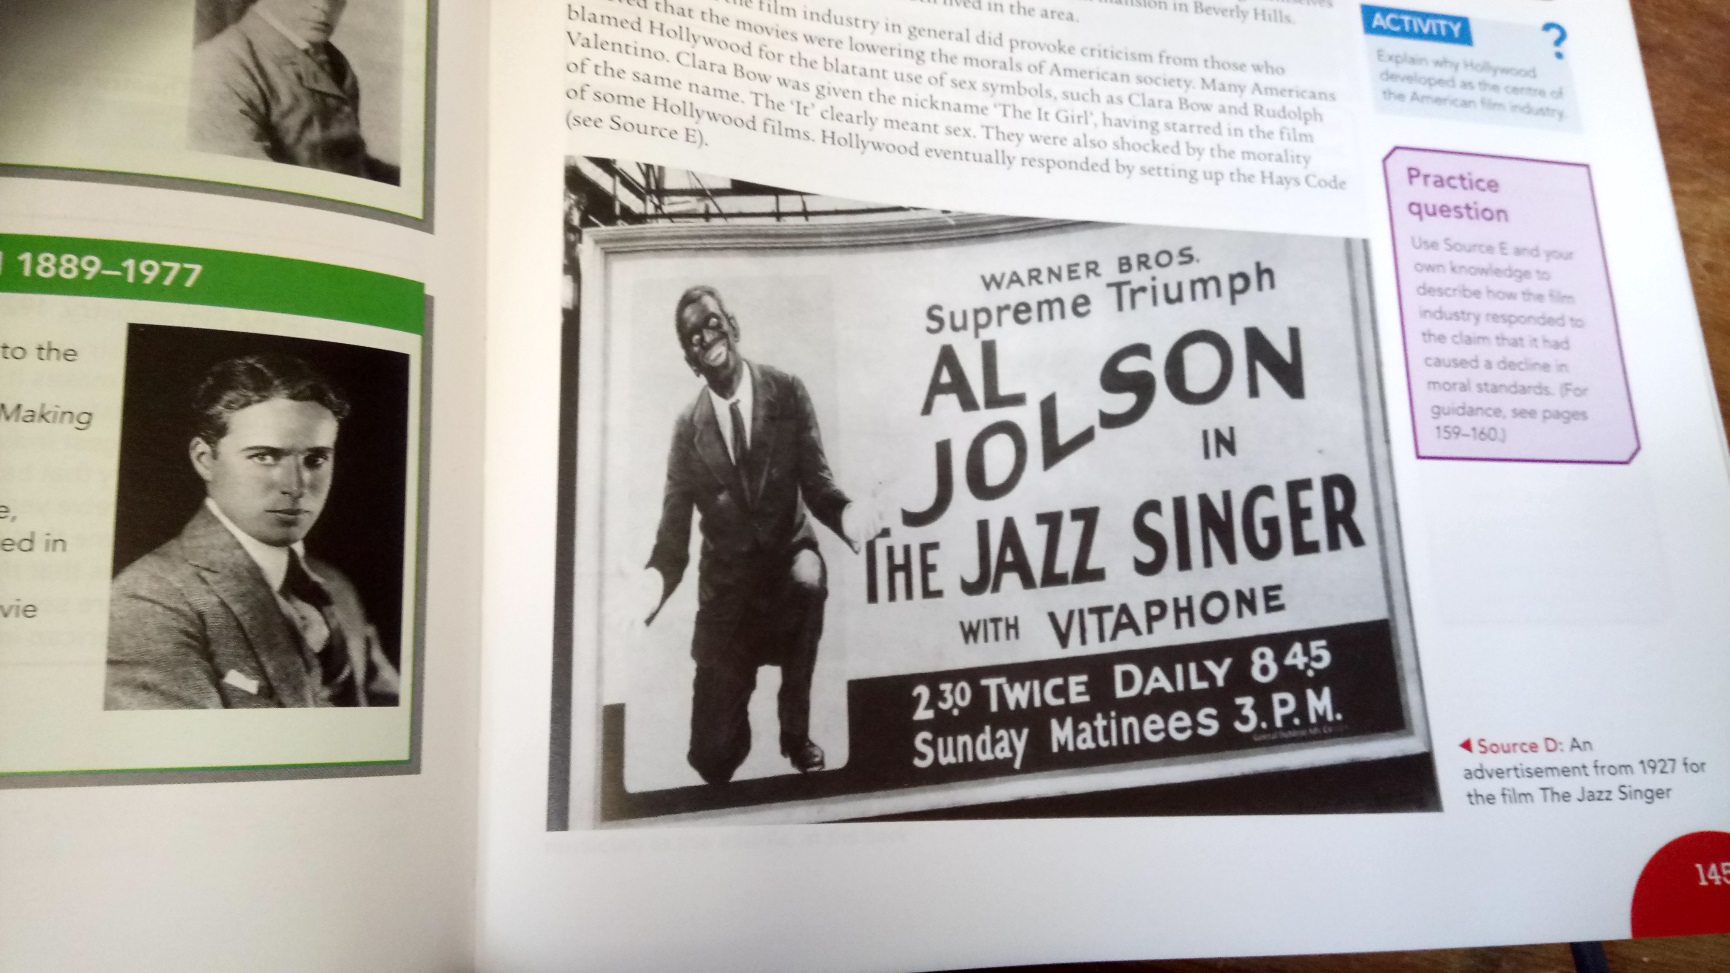 1889–1977
to the
Making
ed in
vie
lived in the area.
mansion in Beverly Hills.
the film industry in general did provoke criticism from those who
that the movies were lowering the morals of American society. Many Americans
blamed Hollywood for the blatant use of sex symbols, such as Clara Bow and Rudolph
Valentino. Clara Bow was given the nickname ‘The It Girl’, having starred in the film
of the same name. The ‘It’ clearly meant sex. They were also shocked by the morality
of some Hollywood films. Hollywood eventually responded by setting up the Hays Code
(see Source E).
WARNER BROS.
Supreme Triumph
AL
JOLSON
IN
THE JAZZ SINGER
WITH VITAPHONE
2.30 TWICE DAILY 8.45
Sunday Matinees 3.P.M.
ACTIVITY ?
Explain why Hollywood
developed as the centre of
the American film industry.
Practice
question
Use Source E and your
own knowledge to
describe how the film
industry responded to
the claim that it had
caused a decline in
moral standards. (For
guidance, see pages
159–160.)
Source D: An
advertisement from 1927 for
the film The Jazz Singer
145